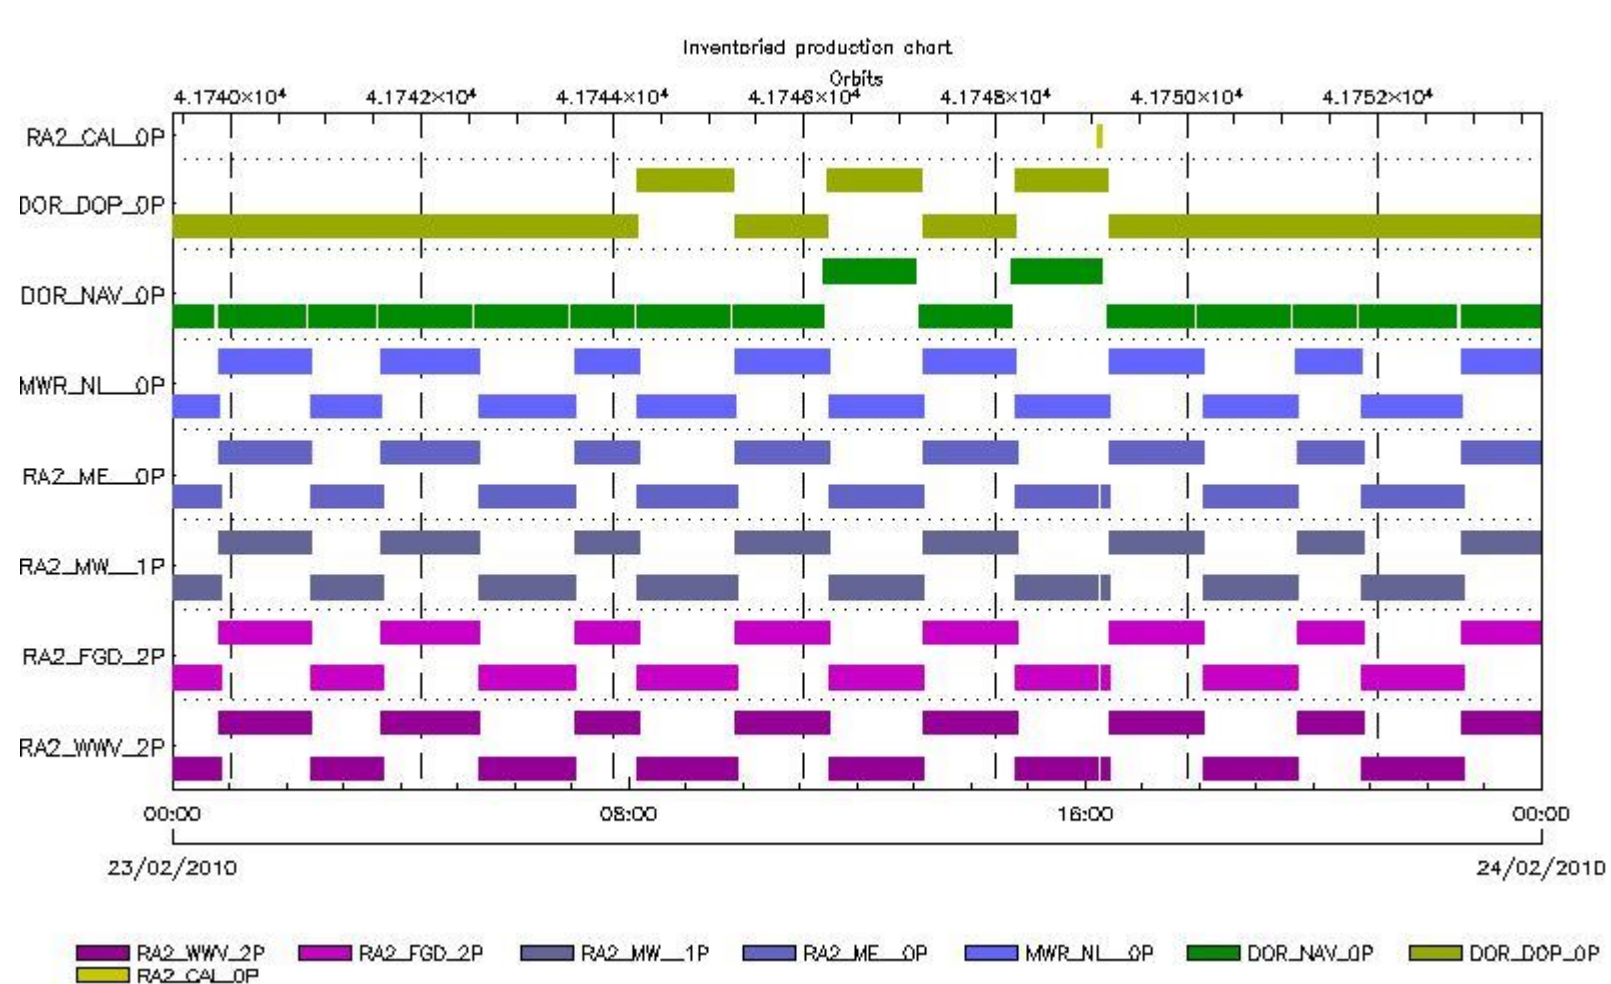 Inventoried production chart
Orbits
4.1740×10⁴ 4.1742×10⁴ 4.1744×10⁴ 4.1746×10⁴ 4.1748×10⁴ 4.1750×10⁴ 4.1752×10⁴
RA2_CAL_0P
DOR_DOP_0P
DOR_NAV_0P
MWR_NL__0P
RA2_ME__0P
RA2_MW__1P
RA2_FGD_2P
RA2_WWV_2P
00:00 08:00 16:00 00:00
23/02/2010 24/02/2010
RA2_WWV_2P RA2_FGD_2P RA2_MW__1P RA2_ME__0P MWR_NL__0P DOR_NAV_0P DOR_DOP_0P
RA2_CAL_0P